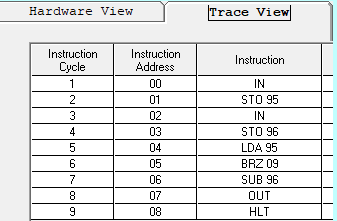 Hardware View Trace View
Instruction Cycle Instruction Address Instruction
1 00 IN
2 01 STO 95
3 02 IN
4 03 STO 96
5 04 LDA 95
6 05 BRZ 09
7 06 SUB 96
8 07 OUT
9 08 HLT